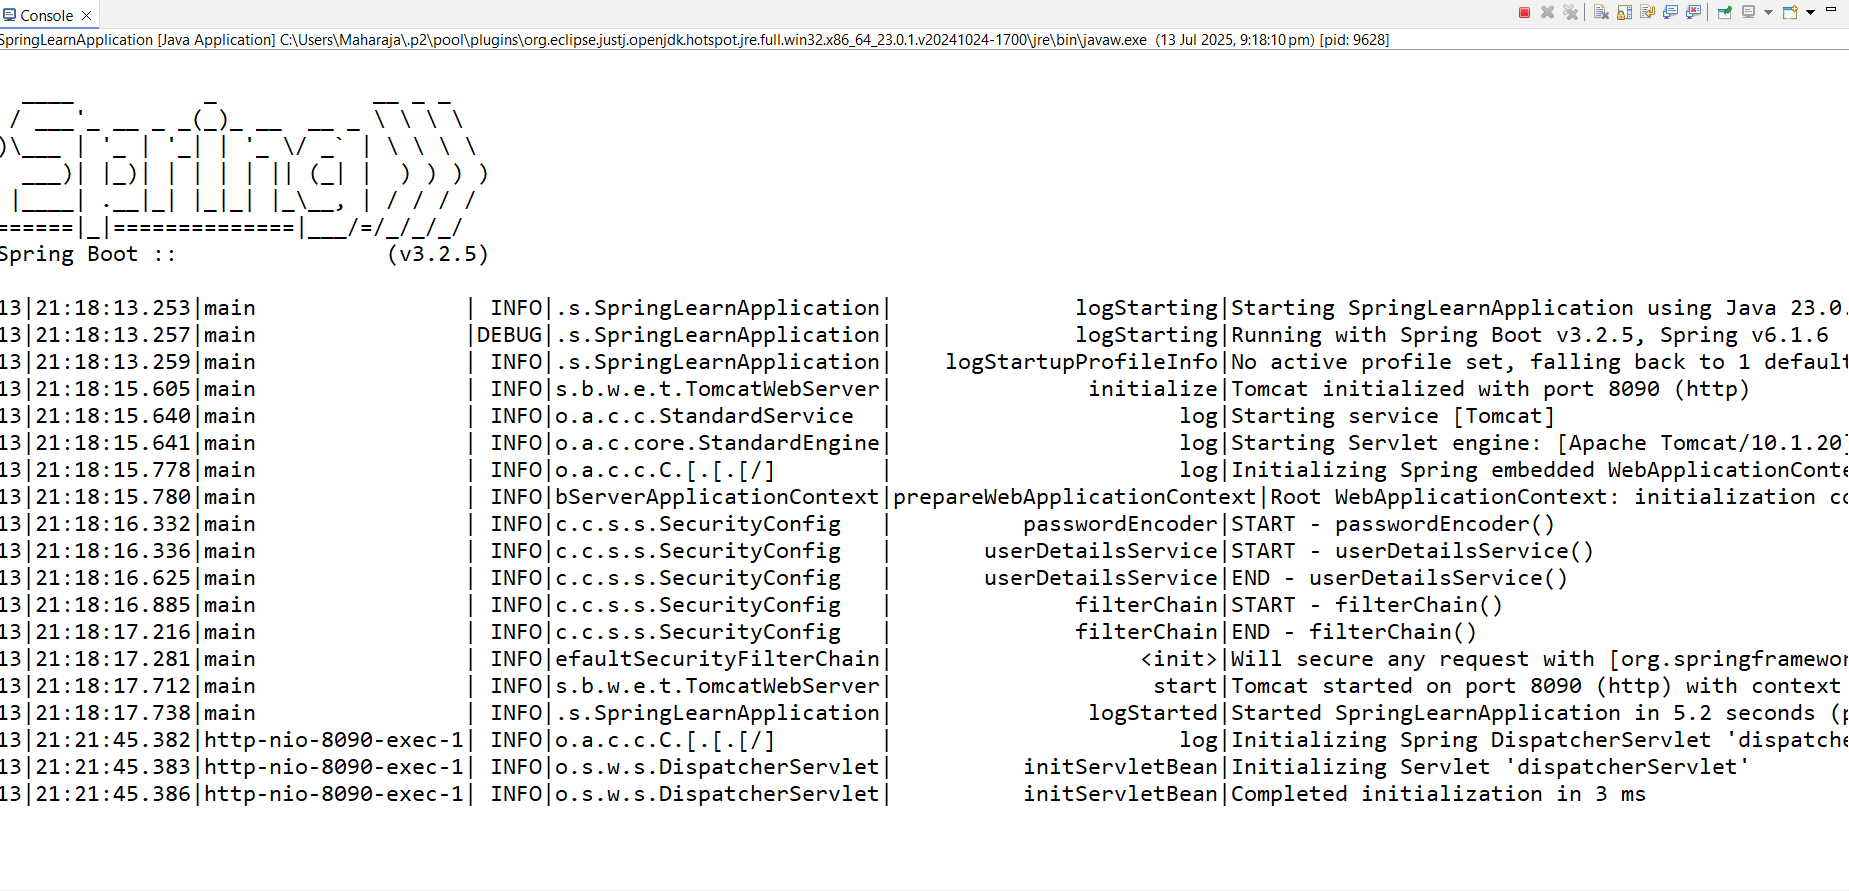 Console
SpringLearnApplication [Java Application] C:\Users\Maharaja\.p2\pool\plugins\org.eclipse.justj.openjdk.hotspot.jre.full.win32.x86_64_23.0.1.v20241024-1700\jre\bin\javaw.exe (13 Jul 2025, 9:18:10 pm) [pid: 9628]
  ____          _            __ _ _
 / ___'_ __ _ _(_)_ __  __ _ \ \ \ \
)\___ | '_ | '_| | '_ \/ _` | \ \ \ \
  ___)| |_)| | | | | || (_| |  ) ) ) )
 |____| .__|_| |_|_| |_\__, | / / / /
======|_|==============|___/=/_/_/_/
Spring Boot ::                (v3.2.5)
13|21:18:13.253|main                | INFO|.s.SpringLearnApplication|              logStarting|Starting SpringLearnApplication using Java 23.0.
13|21:18:13.257|main                |DEBUG|.s.SpringLearnApplication|              logStarting|Running with Spring Boot v3.2.5, Spring v6.1.6
13|21:18:13.259|main                | INFO|.s.SpringLearnApplication|    logStartupProfileInfo|No active profile set, falling back to 1 default
13|21:18:15.605|main                | INFO|s.b.w.e.t.TomcatWebServer|               initialize|Tomcat initialized with port 8090 (http)
13|21:18:15.640|main                | INFO|o.a.c.c.StandardService  |                      log|Starting service [Tomcat]
13|21:18:15.641|main                | INFO|o.a.c.core.StandardEngine|                      log|Starting Servlet engine: [Apache Tomcat/10.1.20]
13|21:18:15.778|main                | INFO|o.a.c.c.C.[.[.[/]        |                      log|Initializing Spring embedded WebApplicationConte
13|21:18:15.780|main                | INFO|bServerApplicationContext|prepareWebApplicationContext|Root WebApplicationContext: initialization co
13|21:18:16.332|main                | INFO|c.c.s.s.SecurityConfig   |          passwordEncoder|START - passwordEncoder()
13|21:18:16.336|main                | INFO|c.c.s.s.SecurityConfig   |       userDetailsService|START - userDetailsService()
13|21:18:16.625|main                | INFO|c.c.s.s.SecurityConfig   |       userDetailsService|END - userDetailsService()
13|21:18:16.885|main                | INFO|c.c.s.s.SecurityConfig   |              filterChain|START - filterChain()
13|21:18:17.216|main                | INFO|c.c.s.s.SecurityConfig   |              filterChain|END - filterChain()
13|21:18:17.281|main                | INFO|efaultSecurityFilterChain|                   <init>|Will secure any request with [org.springframewor
13|21:18:17.712|main                | INFO|s.b.w.e.t.TomcatWebServer|                    start|Tomcat started on port 8090 (http) with context
13|21:18:17.738|main                | INFO|.s.SpringLearnApplication|               logStarted|Started SpringLearnApplication in 5.2 seconds (p
13|21:21:45.382|http-nio-8090-exec-1| INFO|o.a.c.c.C.[.[.[/]        |                      log|Initializing Spring DispatcherServlet 'dispatche
13|21:21:45.383|http-nio-8090-exec-1| INFO|o.s.w.s.DispatcherServlet|          initServletBean|Initializing Servlet 'dispatcherServlet'
13|21:21:45.386|http-nio-8090-exec-1| INFO|o.s.w.s.DispatcherServlet|          initServletBean|Completed initialization in 3 ms